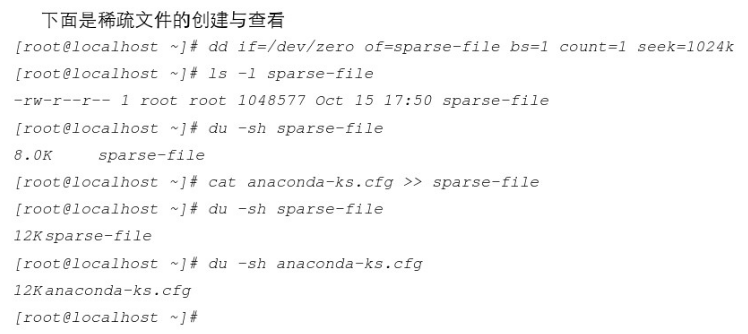 下面是稀疏文件的创建与查看
[root@localhost ~]# dd if=/dev/zero of=sparse-file bs=1 count=1 seek=1024k
[root@localhost ~]# ls -l sparse-file
-rw-r--r-- 1 root root 1048577 Oct 15 17:50 sparse-file
[root@localhost ~]# du -sh sparse-file
8.0K    sparse-file
[root@localhost ~]# cat anaconda-ks.cfg >> sparse-file
[root@localhost ~]# du -sh sparse-file
12Ksparse-file
[root@localhost ~]# du -sh anaconda-ks.cfg
12Kanaconda-ks.cfg
[root@localhost ~]#